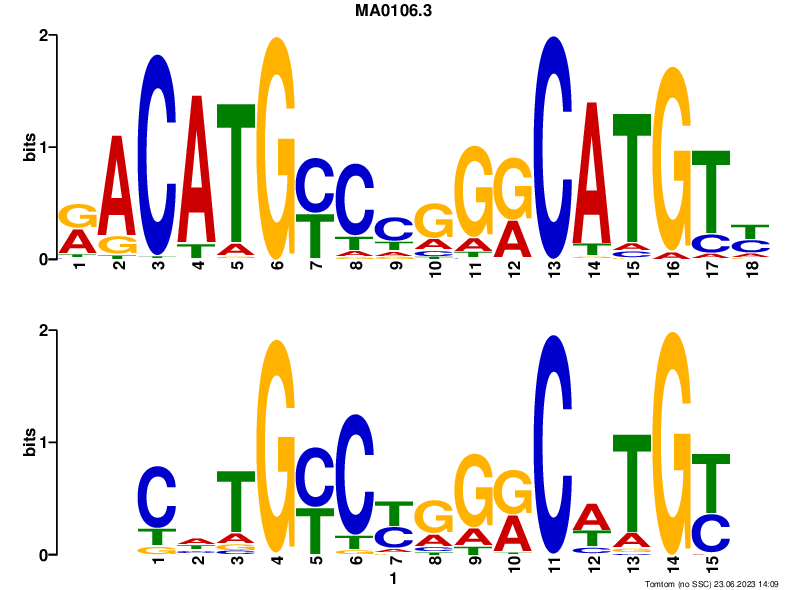 MA0106.3
bits
2
1
0
GACATGCCCGGGCATGTT
1 2 3 4 5 6 7 8 9 10 11 12 13 14 15 16 17 18
bits
2
1
0
CATGCCTGGGCATGT
1 2 3 4 5 6 7 8 9 10 11 12 13 14 15
1
Tomtom (no SSC) 23.06.2023 14:09